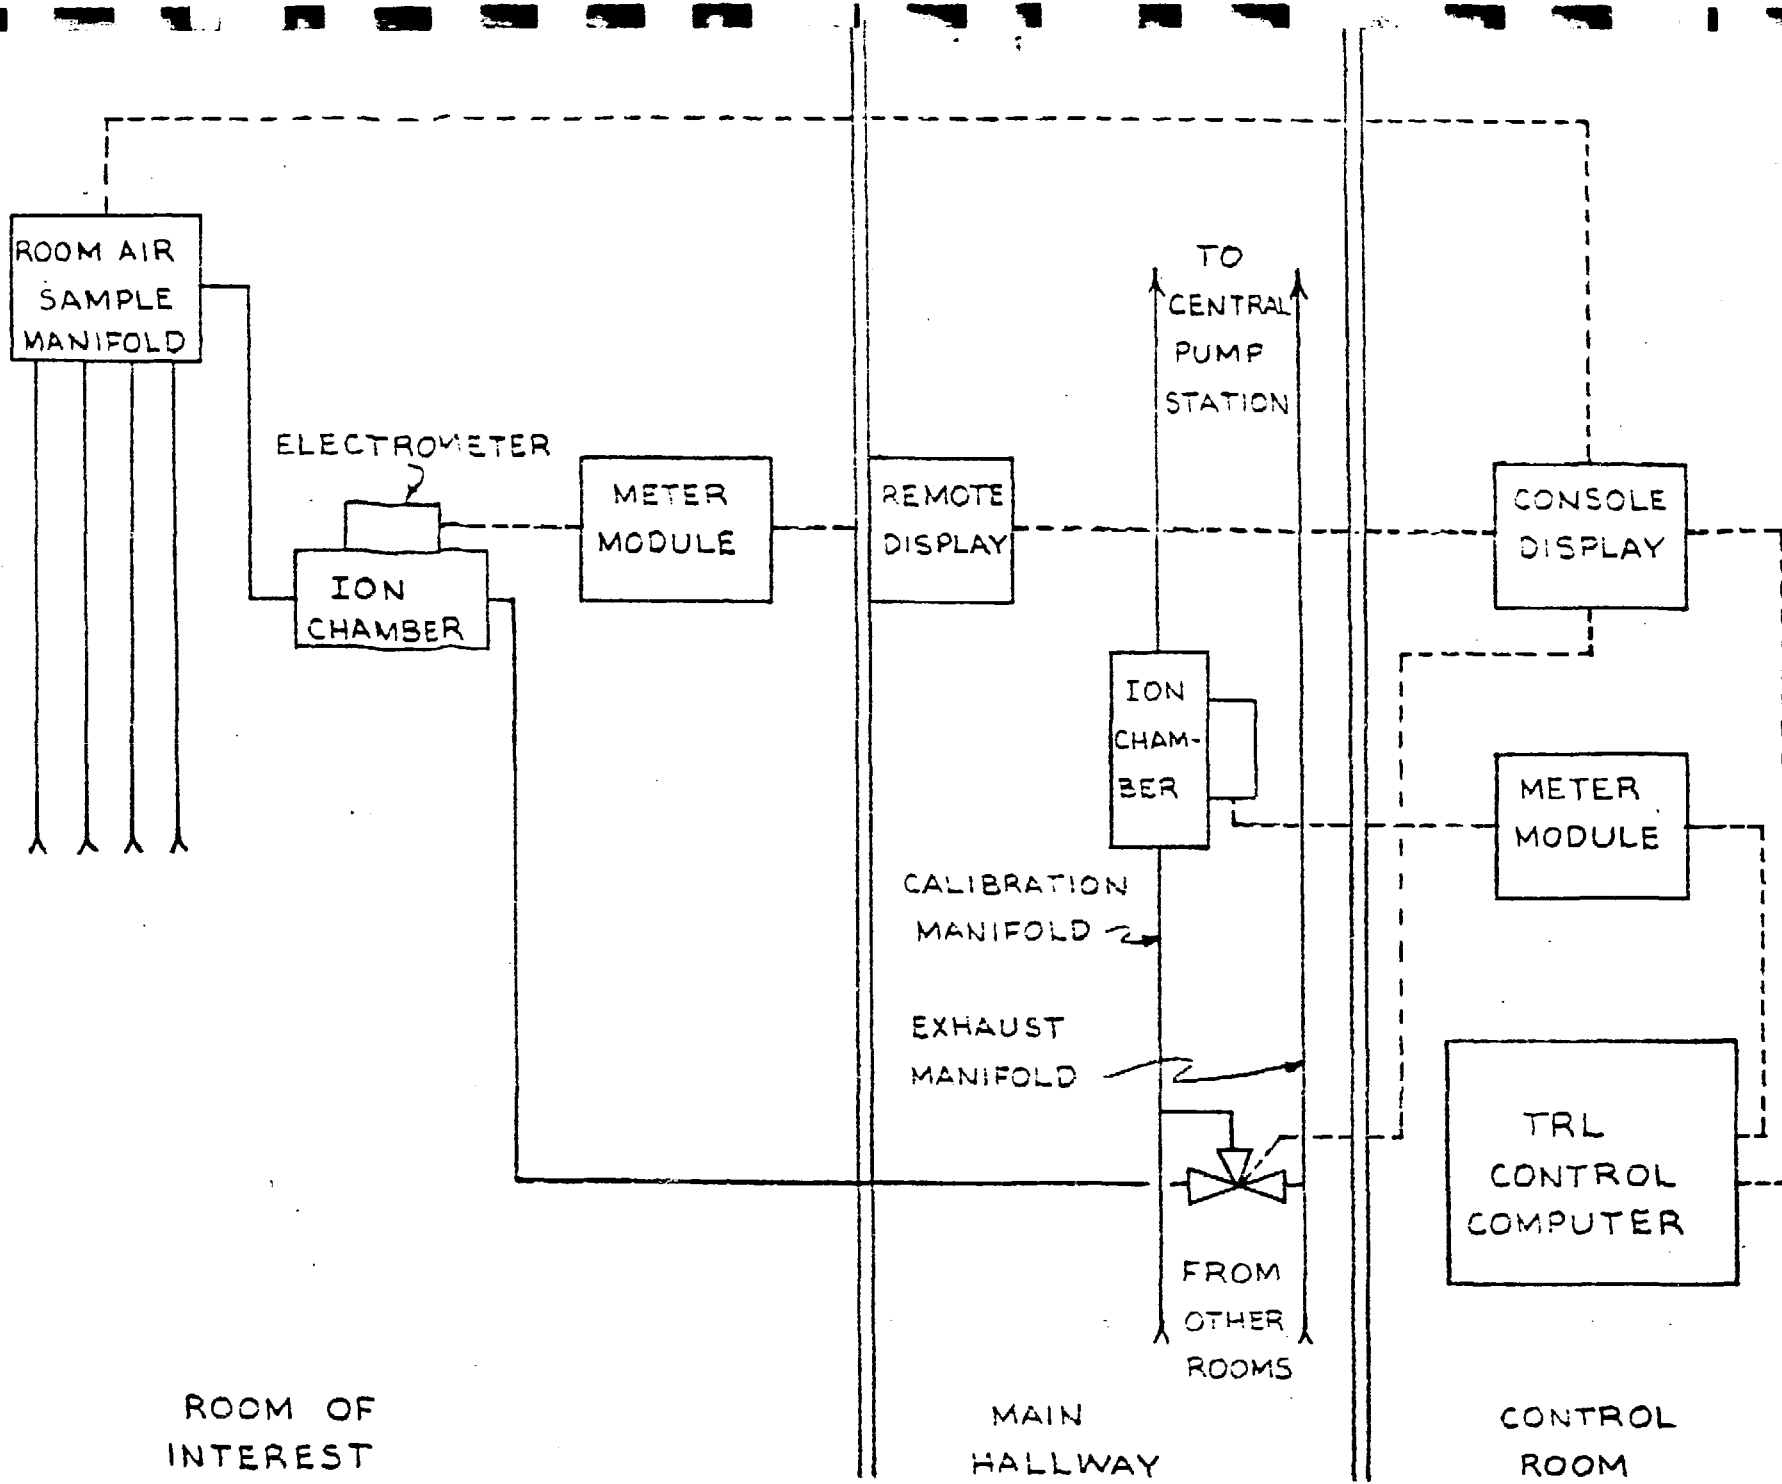 ROOM AIR
SAMPLE
MANIFOLD
ELECTROMETER
ION
CHAMBER
METER
MODULE
REMOTE
DISPLAY
TO
CENTRAL
PUMP
STATION
CONSOLE
DISPLAY
ION
CHAM-
BER
METER
MODULE
CALIBRATION
MANIFOLD
EXHAUST
MANIFOLD
TRL
CONTROL
COMPUTER
FROM
OTHER
ROOMS
ROOM OF
INTEREST
MAIN
HALLWAY
CONTROL
ROOM